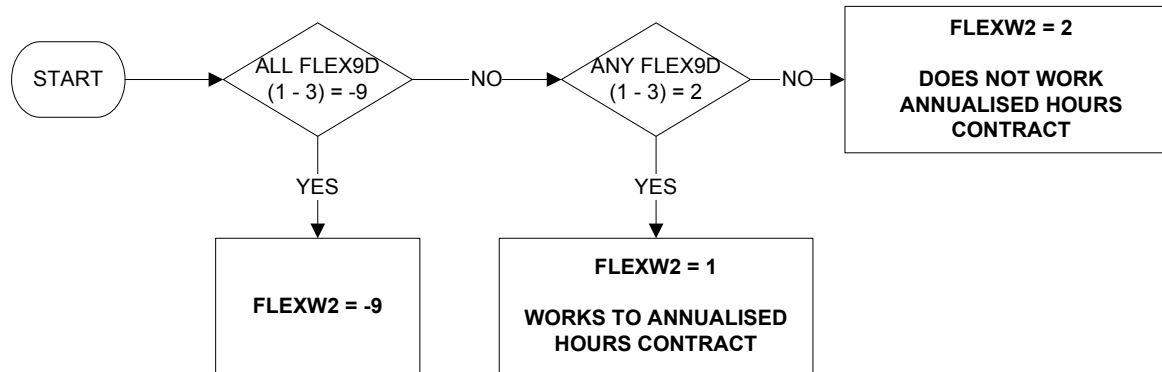 START
ALL FLEX9D
(1 - 3) = -9
NO
ANY FLEX9D
(1 - 3) = 2
NO
FLEXW2 = 2
DOES NOT WORK
ANNUALISED HOURS
CONTRACT
YES
YES
FLEXW2 = -9
FLEXW2 = 1
WORKS TO ANNUALISED
HOURS CONTRACT